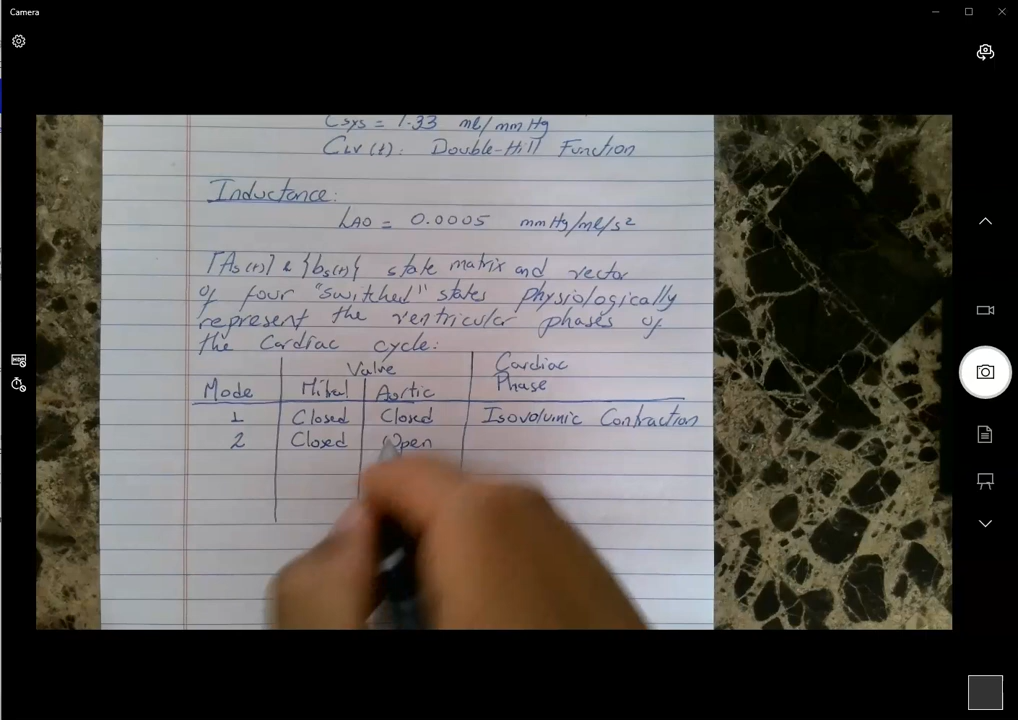 Camera
Csys = 1.33 ml/mmHg
CLV(t): Double-Hill Function
Inductance:
LAO = 0.0005 mmHg/ml/s²
[As(t)] & {bs(t)} state matrix and vector
of four "switched" states physiologically
represent the ventricular phases of
the Cardiac cycle:
Valve Cardiac
Mode Mitral Aortic Phase
1 Closed Closed Isovolumic Contraction
2 Closed Open